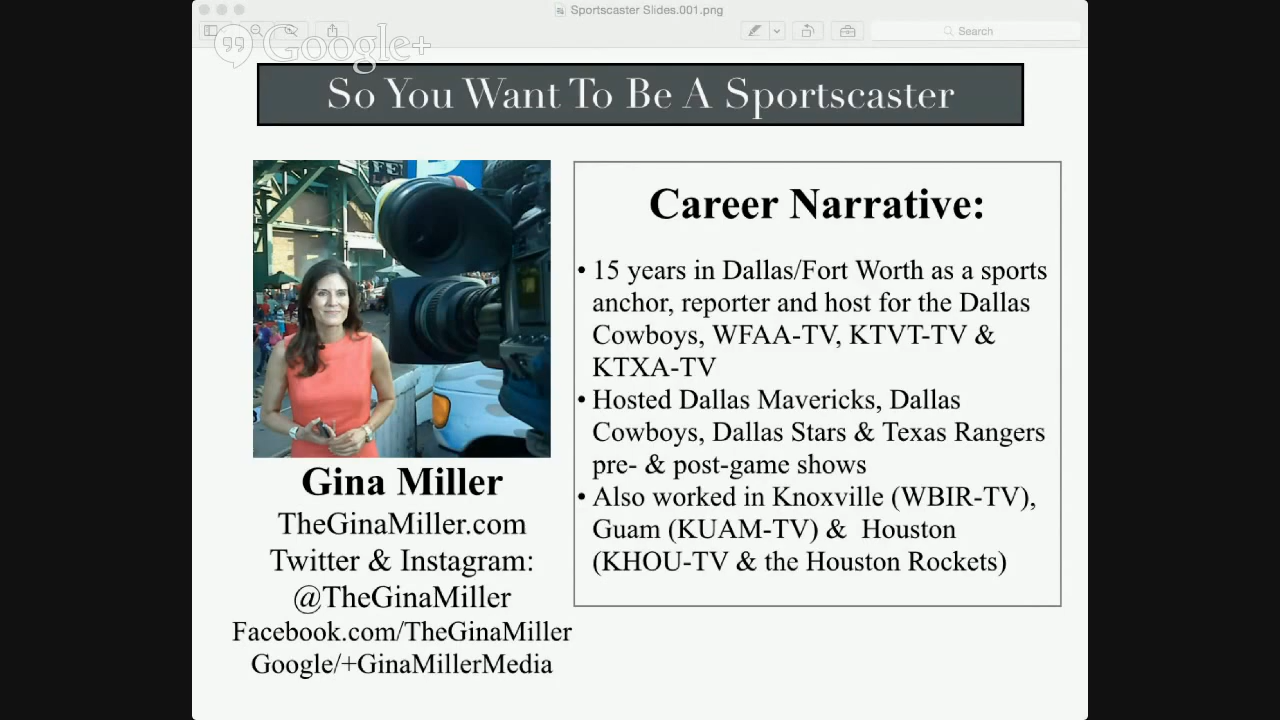 Sportscaster Slides.001.png
Search
Google+
So You Want To Be A Sportscaster
Career Narrative:
• 15 years in Dallas/Fort Worth as a sports
anchor, reporter and host for the Dallas
Cowboys, WFAA-TV, KTVT-TV &
KTXA-TV
• Hosted Dallas Mavericks, Dallas
Cowboys, Dallas Stars & Texas Rangers
pre- & post-game shows
• Also worked in Knoxville (WBIR-TV),
Guam (KUAM-TV) & Houston
(KHOU-TV & the Houston Rockets)
Gina Miller
TheGinaMiller.com
Twitter & Instagram:
@TheGinaMiller
Facebook.com/TheGinaMiller
Google/+GinaMillerMedia